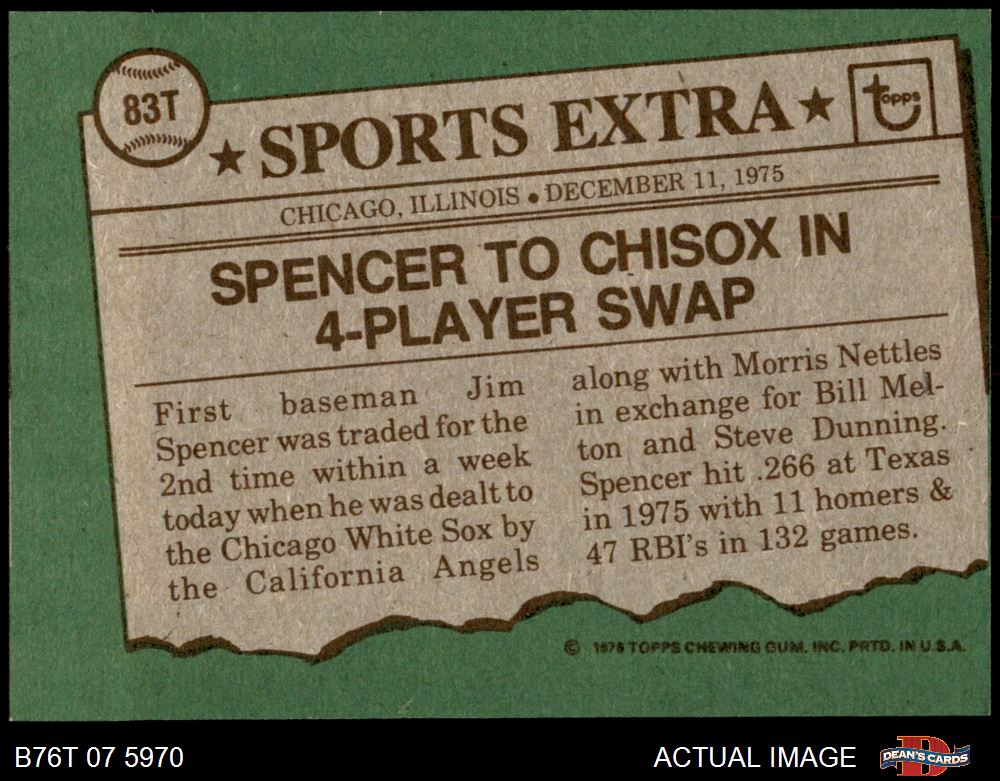 83T
★ SPORTS EXTRA ★
topps
CHICAGO, ILLINOIS • DECEMBER 11, 1975
SPENCER TO CHISOX IN
4-PLAYER SWAP
First baseman Jim
Spencer was traded for the
2nd time within a week
today when he was dealt to
the Chicago White Sox by
the California Angels
along with Morris Nettles
in exchange for Bill Mel-
ton and Steve Dunning.
Spencer hit .266 at Texas
in 1975 with 11 homers &
47 RBI's in 132 games.
© 1976 TOPPS CHEWING GUM, INC. PRTD. IN U.S.A.
B76T 07 5970
ACTUAL IMAGE
DEAN'S CARDS